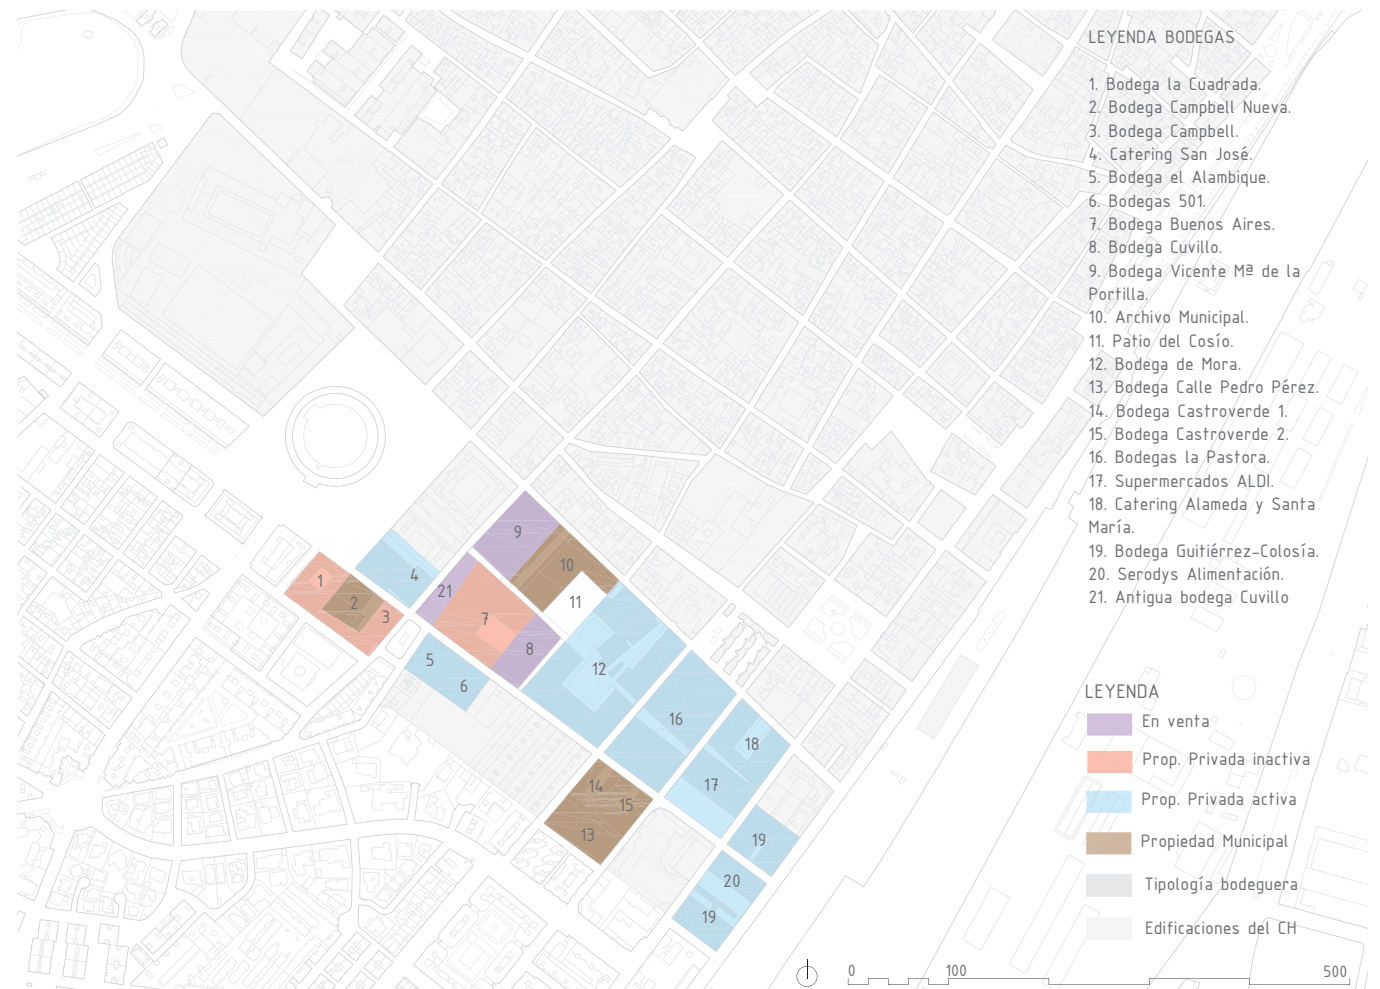 LEYENDA BODEGAS
1. Bodega la Cuadrada.
2. Bodega Campbell Nueva.
3. Bodega Campbell.
4. Catering San José.
5. Bodega el Alambique.
6. Bodegas 501.
7. Bodega Buenos Aires.
8. Bodega Cuvillo.
9. Bodega Vicente Mª de la
Portilla.
10. Archivo Municipal.
11. Patio del Cosío.
12. Bodega de Mora.
13. Bodega Calle Pedro Pérez.
14. Bodega Castroverde 1.
15. Bodega Castroverde 2.
16. Bodegas la Pastora.
17. Supermercados ALDI.
18. Catering Alameda y Santa
María.
19. Bodega Guitiérrez-Colosía.
20. Serodys Alimentación.
21. Antigua bodega Cuvillo
LEYENDA
En venta
Prop. Privada inactiva
Prop. Privada activa
Propiedad Municipal
Tipología bodeguera
Edificaciones del CH
9
10
4
1
21
11
2
3
7
8
5
12
6
16
18
14
17
15
13
19
20
19
0
100
500